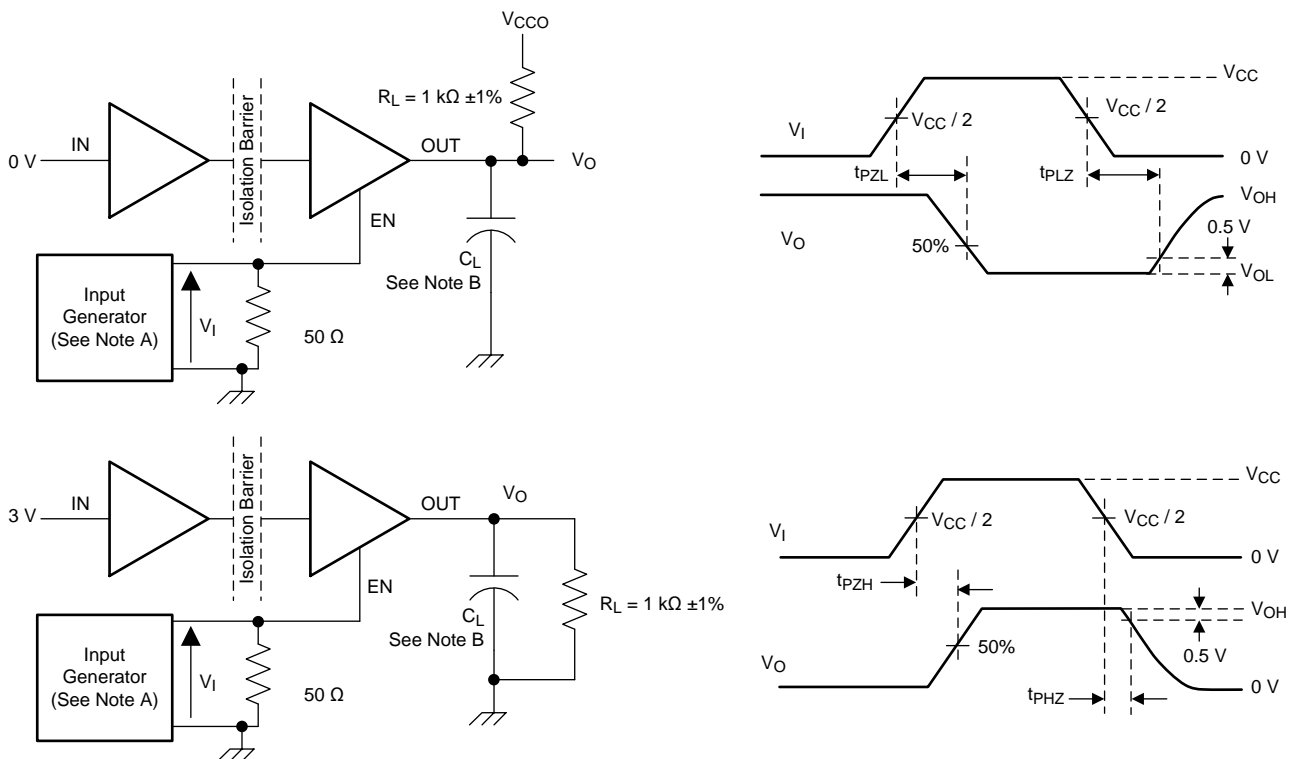 VCCO
RL = 1 kΩ ±1%
0 V
IN
Isolation Barrier
OUT
VO
EN
CL
See Note B
Input
Generator
(See Note A)
VI
50 Ω
VI
VCC
VCC / 2
VCC / 2
0 V
tPZL
tPLZ
VO
50%
VOH
0.5 V
VOL
3 V
IN
Isolation Barrier
OUT
VO
EN
CL
See Note B
RL = 1 kΩ ±1%
Input
Generator
(See Note A)
VI
50 Ω
VI
VCC
VCC / 2
VCC / 2
0 V
tPZH
VO
50%
VOH
0.5 V
tPHZ
0 V